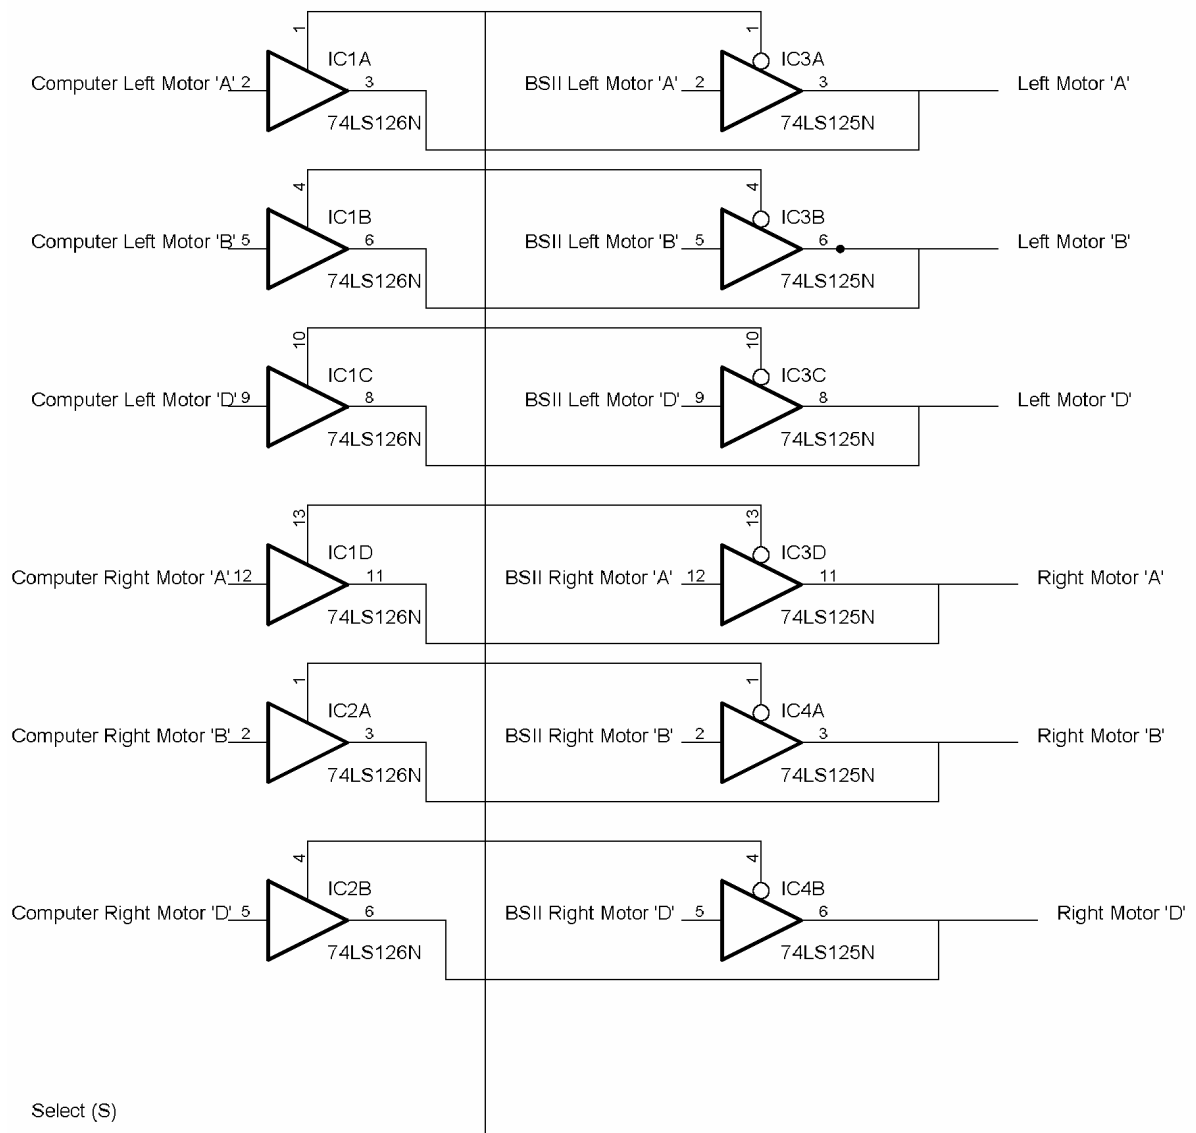 1 1
IC1A IC3A
Computer Left Motor 'A' 2 3 BSII Left Motor 'A' 2 3 Left Motor 'A'
74LS126N 74LS125N
4 4
IC1B IC3B
Computer Left Motor 'B' 5 6 BSII Left Motor 'B' 5 6 Left Motor 'B'
74LS126N 74LS125N
10 10
IC1C IC3C
Computer Left Motor 'D' 9 8 BSII Left Motor 'D' 9 8 Left Motor 'D'
74LS126N 74LS125N
13 13
IC1D IC3D
Computer Right Motor 'A' 12 11 BSII Right Motor 'A' 12 11 Right Motor 'A'
74LS126N 74LS125N
1 1
IC2A IC4A
Computer Right Motor 'B' 2 3 BSII Right Motor 'B' 2 3 Right Motor 'B'
74LS126N 74LS125N
4 4
IC2B IC4B
Computer Right Motor 'D' 5 6 BSII Right Motor 'D' 5 6 Right Motor 'D'
74LS126N 74LS125N
Select (S)